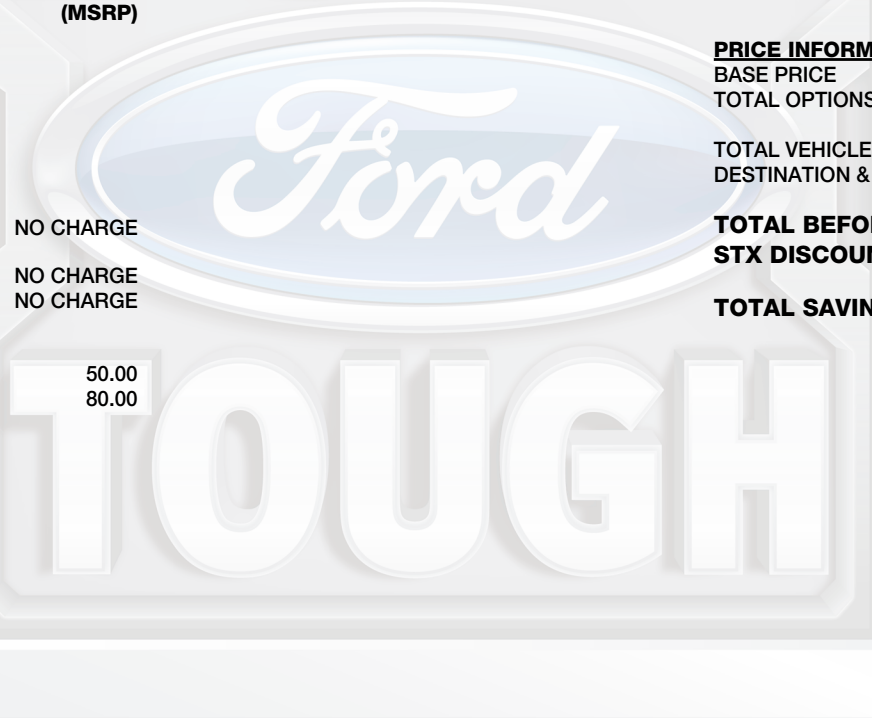 (MSRP)
NO CHARGE
NO CHARGE
NO CHARGE
50.00
80.00
PRICE INFORM
BASE PRICE
TOTAL OPTIONS
TOTAL VEHICLE
DESTINATION &
TOTAL BEFO
STX DISCOU
TOTAL SAVIN
Ford
TOUGH